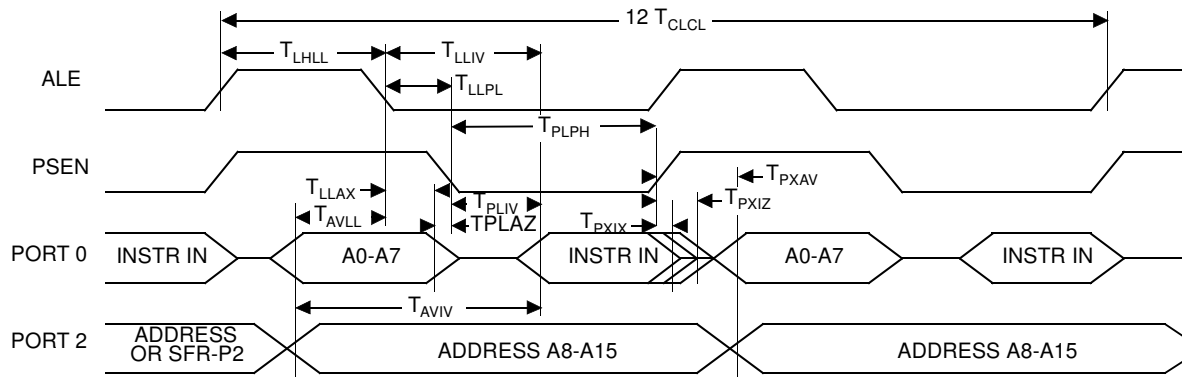 12 TCLCL
TLHLL TLLIV
ALE
TLLPL
TPLPH
PSEN
TLLAX TPXAV
TPLIV TPXIZ
TAVLL TPLAZ TPXIX
PORT 0 INSTR IN A0-A7 INSTR IN A0-A7 INSTR IN
TAVIV
PORT 2 ADDRESS OR SFR-P2 ADDRESS A8-A15 ADDRESS A8-A15